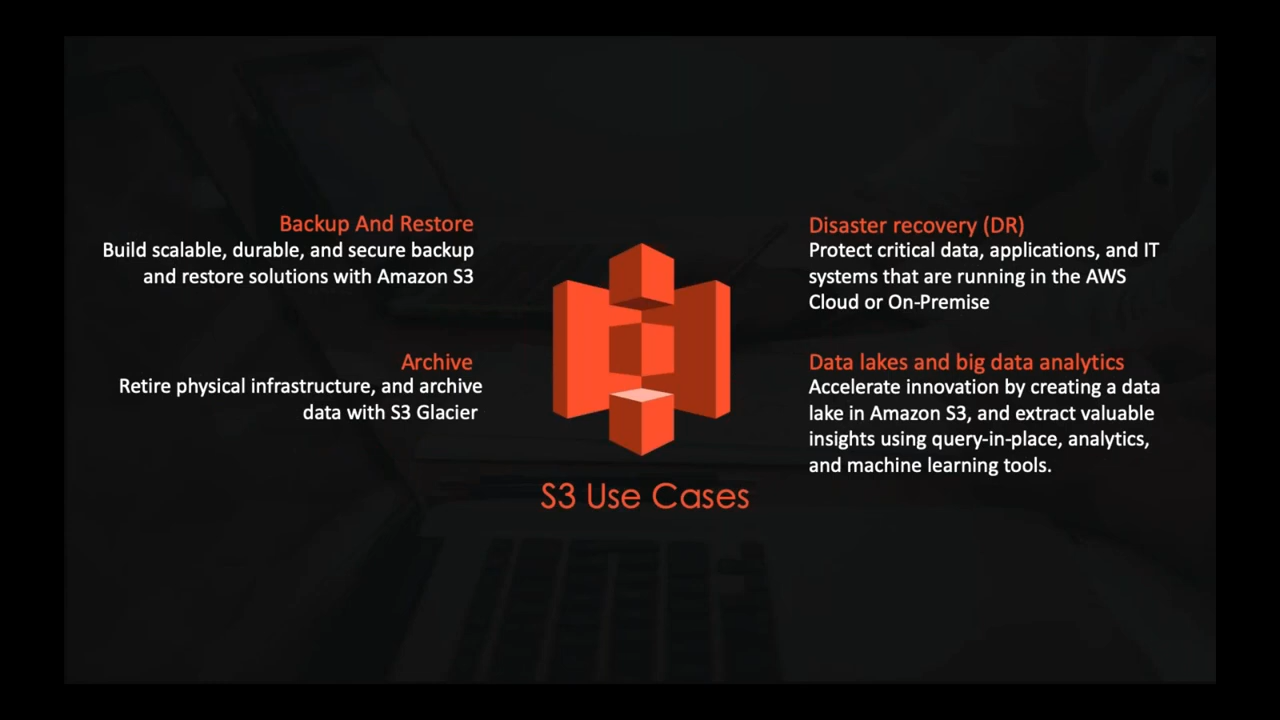 Backup And Restore
Build scalable, durable, and secure backup
and restore solutions with Amazon S3
Archive
Retire physical infrastructure, and archive
data with S3 Glacier
S3 Use Cases
Disaster recovery (DR)
Protect critical data, applications, and IT
systems that are running in the AWS
Cloud or On-Premise
Data lakes and big data analytics
Accelerate innovation by creating a data
lake in Amazon S3, and extract valuable
insights using query-in-place, analytics,
and machine learning tools.